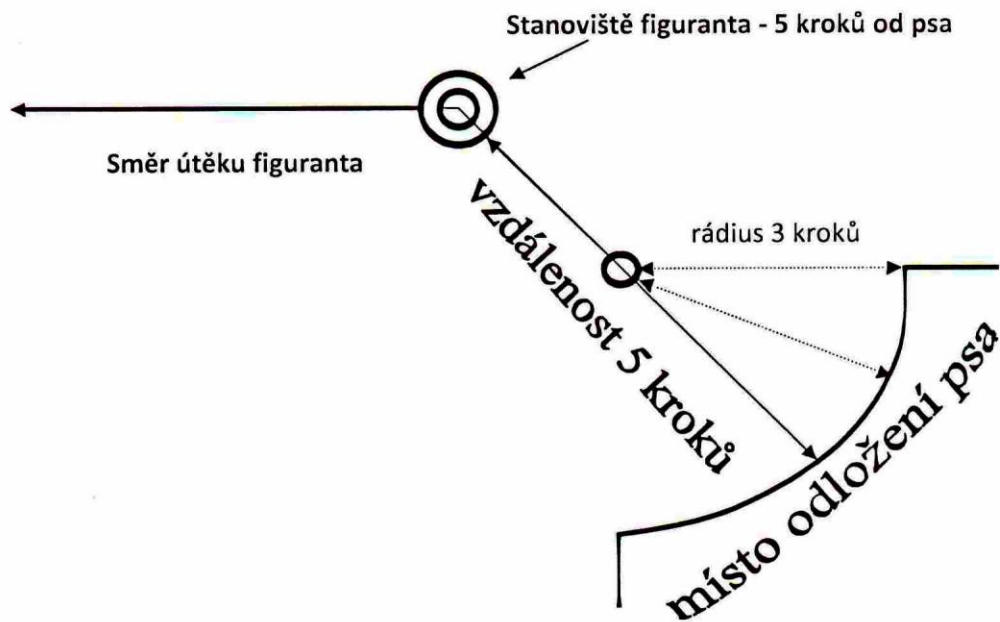 Stanoviště figuranta - 5 kroků od psa
Směr útěku figuranta
vzdálenost 5 kroků
rádius 3 kroků
místo odložení psa